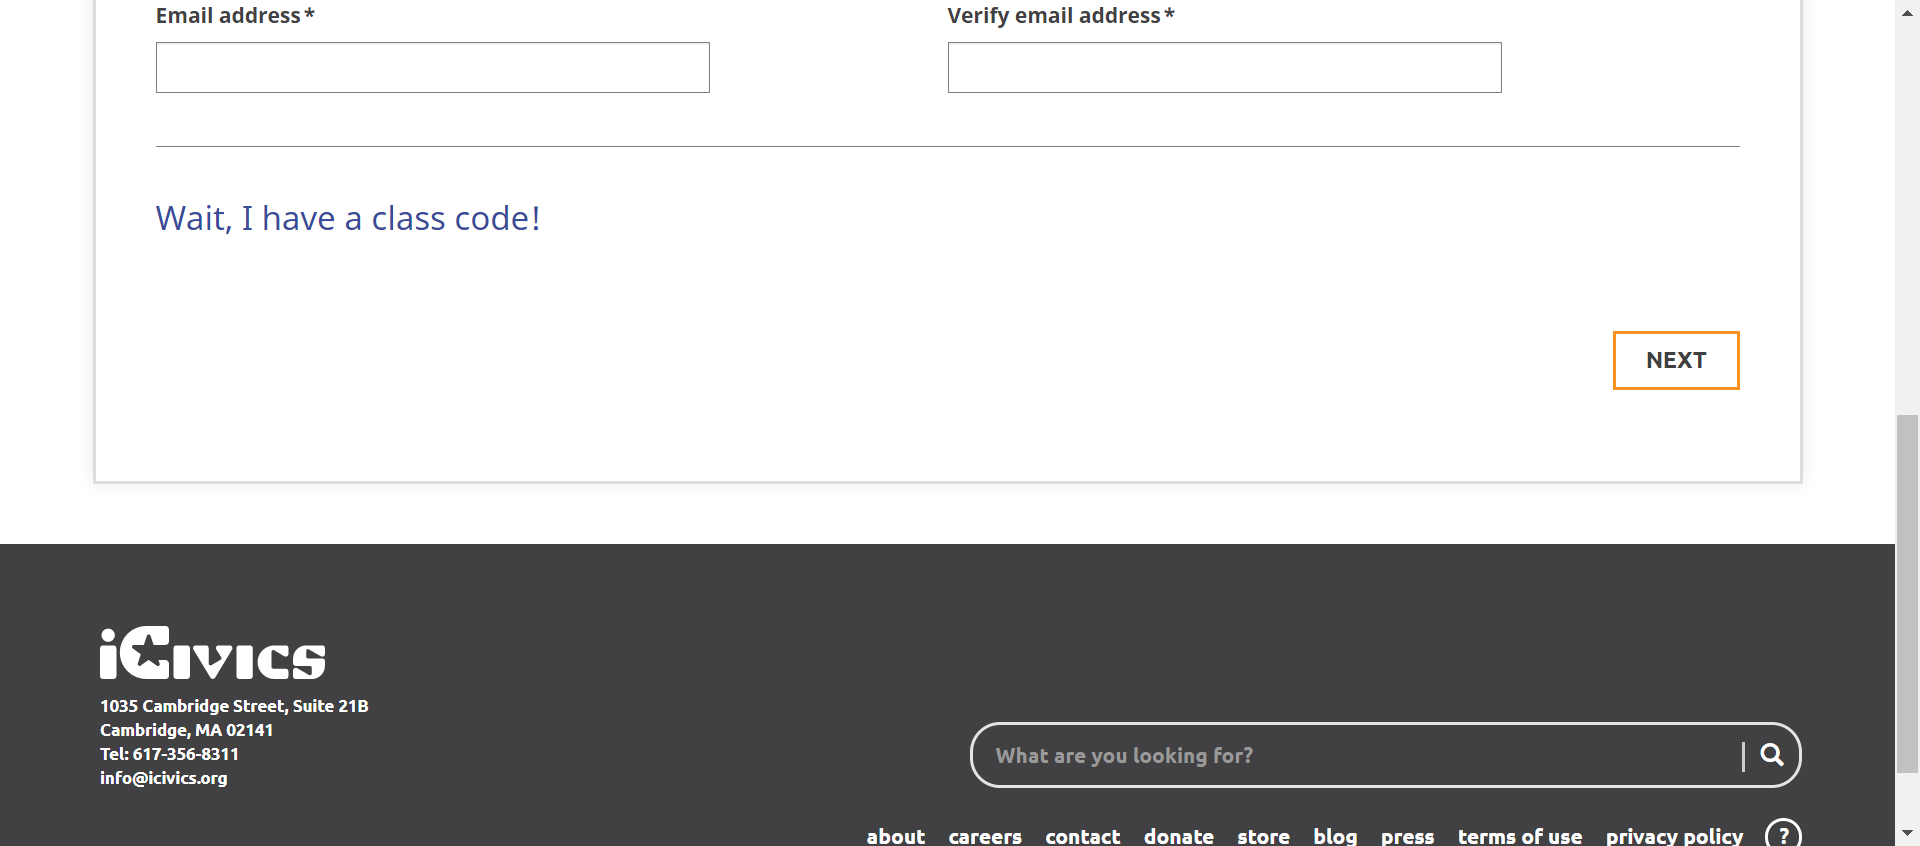 Email address*
Verify email address*
Wait, I have a class code!
NEXT
iCivics
1035 Cambridge Street, Suite 21B
Cambridge, MA 02141
Tel: 617-356-8311
info@icivics.org
What are you looking for?
about careers contact donate store blog press terms of use privacy policy ?